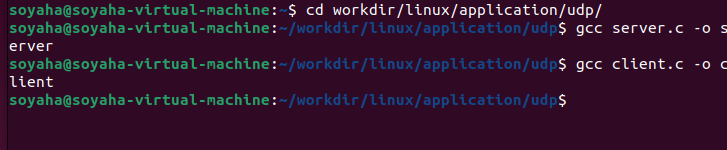 soyaha@soyaha-virtual-machine:~$ cd workdir/linux/application/udp/
soyaha@soyaha-virtual-machine:~/workdir/linux/application/udp$ gcc server.c -o s
erver
soyaha@soyaha-virtual-machine:~/workdir/linux/application/udp$ gcc client.c -o c
lient
soyaha@soyaha-virtual-machine:~/workdir/linux/application/udp$